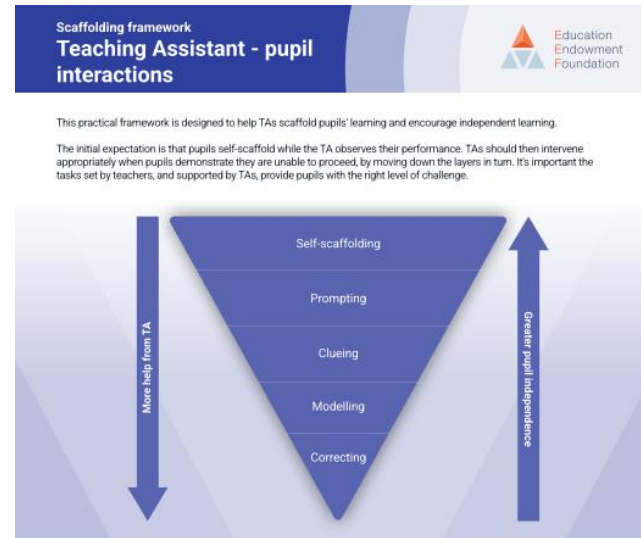 Scaffolding framework
Teaching Assistant - pupil
interactions
Education
Endowment
Foundation
This practical framework is designed to help TAs scaffold pupils' learning and encourage independent learning.
The initial expectation is that pupils self-scaffold while the TA observes their performance. TAs should then intervene
appropriately when pupils demonstrate they are unable to proceed, by moving down the layers in turn. It's important the
tasks set by teachers, and supported by TAs, provide pupils with the right level of challenge.
More help from TA
Self-scaffolding
Prompting
Clueing
Modelling
Correcting
Greater pupil independence